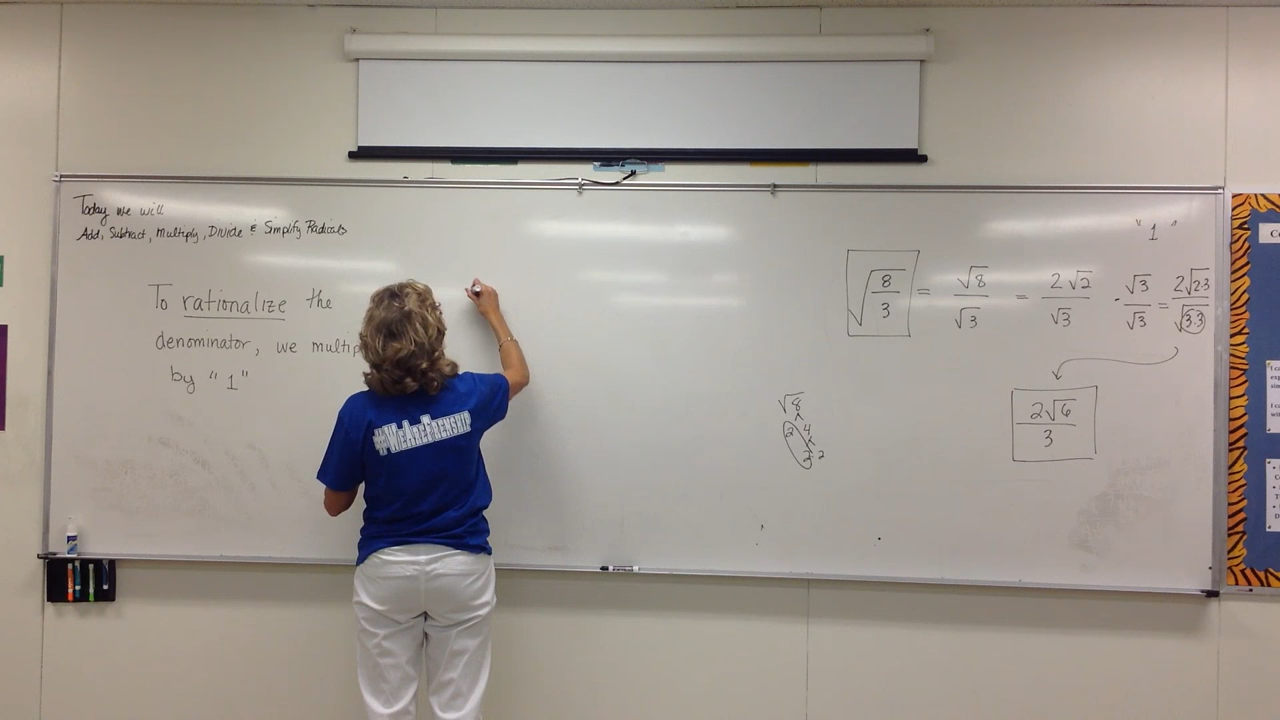 Today we will
Add, Subtract, Multiply, Divide & Simplify Radicals
To rationalize the
denominator, we multip
by "1"
#WeAreFrenship
"1"
√(8/3) = √8/√3 = 2√2/√3 · √3/√3 = 2√2·3/√3·3
√8
2 4
2·2
2√6/3